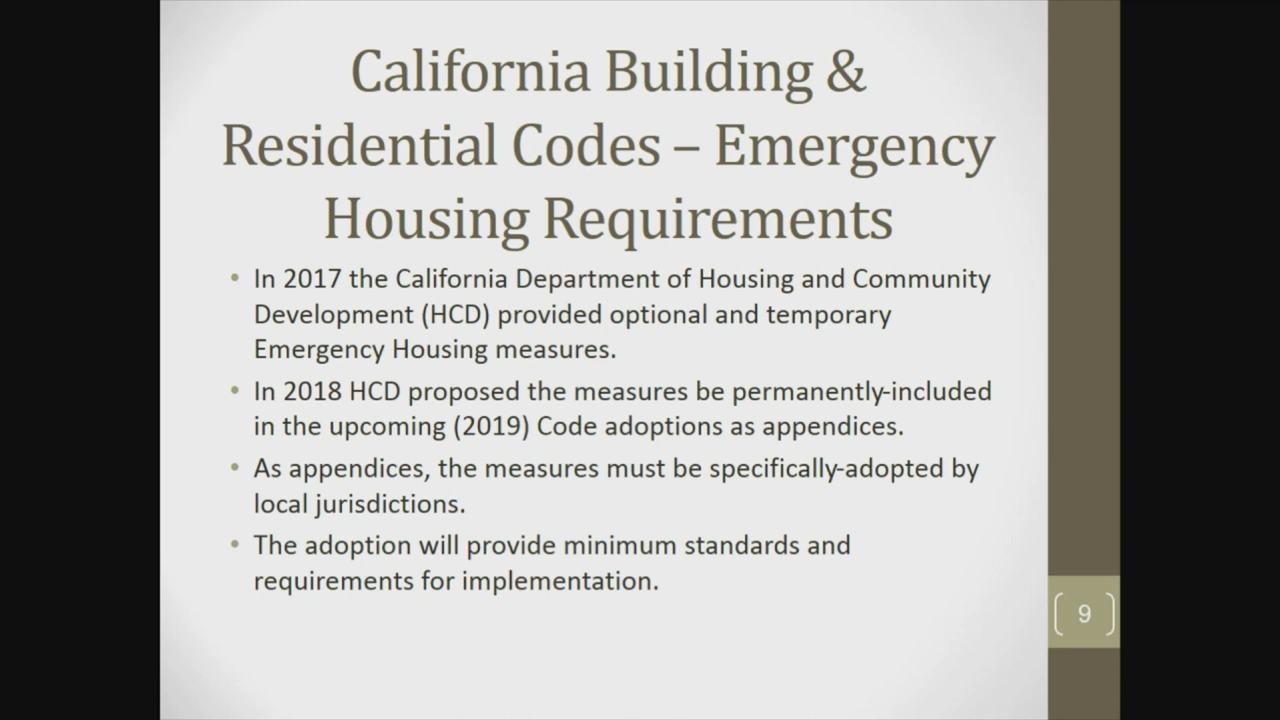 California Building &
Residential Codes – Emergency
Housing Requirements
• In 2017 the California Department of Housing and Community
Development (HCD) provided optional and temporary
Emergency Housing measures.
• In 2018 HCD proposed the measures be permanently-included
in the upcoming (2019) Code adoptions as appendices.
• As appendices, the measures must be specifically-adopted by
local jurisdictions.
• The adoption will provide minimum standards and
requirements for implementation.
9